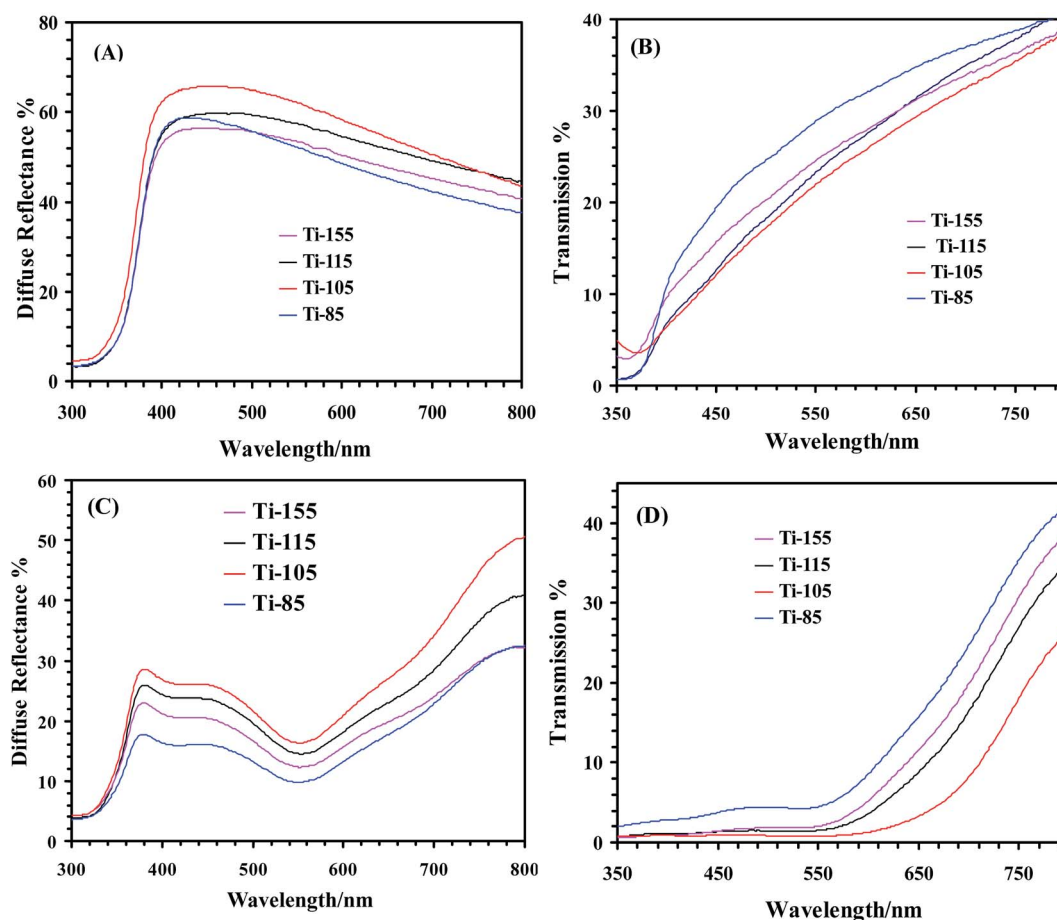 (A)
Diffuse Reflectance %
80
60
40
20
0
Ti-155
Ti-115
Ti-105
Ti-85
300 400 500 600 700 800
Wavelength/nm
(B)
Transmission %
40
30
20
10
0
Ti-155
Ti-115
Ti-105
Ti-85
350 450 550 650 750
Wavelength/nm
(C)
Diffuse Reflectance %
60
50
40
30
20
10
0
Ti-155
Ti-115
Ti-105
Ti-85
300 400 500 600 700 800
Wavelength/nm
(D)
Transmission %
40
30
20
10
0
Ti-155
Ti-115
Ti-105
Ti-85
350 450 550 650 750
Wavelength/nm